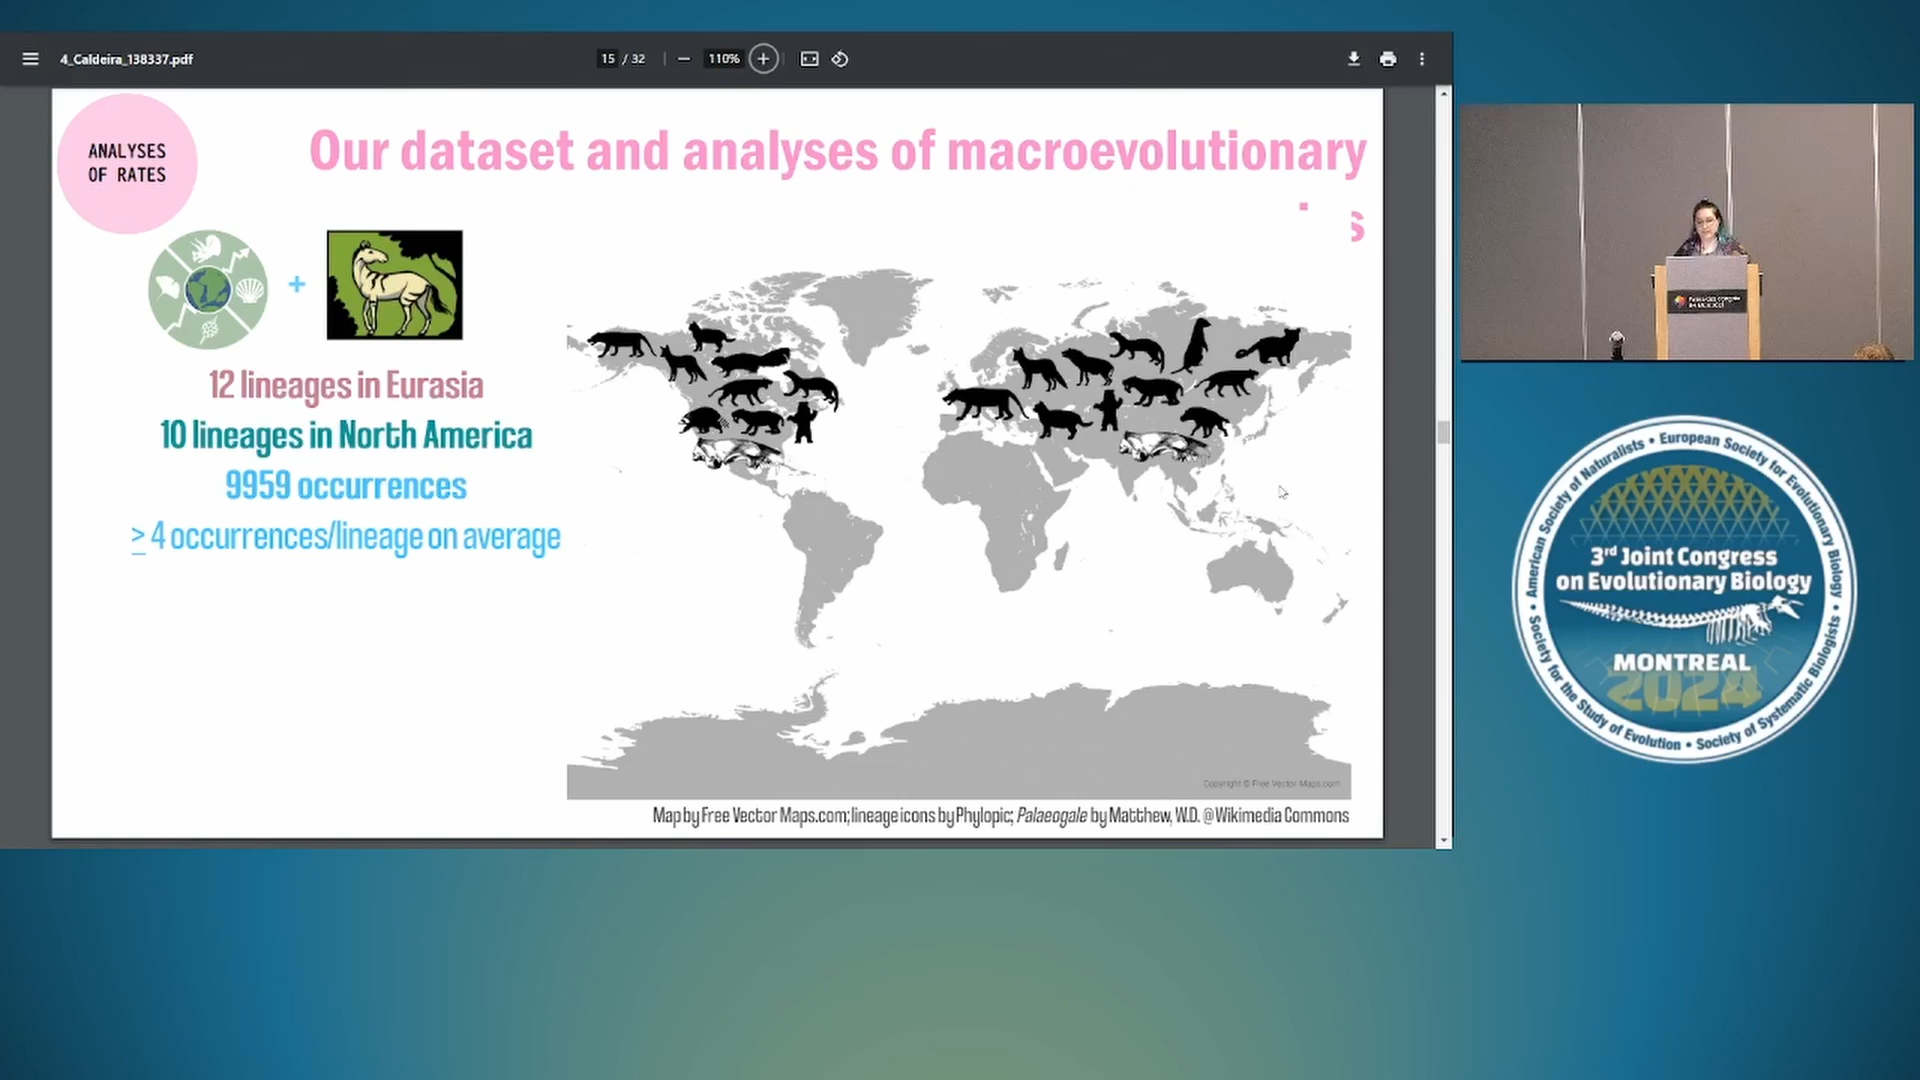 4_Caldeira_138337.pdf
15 / 32
110%
ANALYSES
OF RATES
Our dataset and analyses of macroevolutionary
s
+
12 lineages in Eurasia
10 lineages in North America
9959 occurrences
≥ 4 occurrences/lineage on average
Copyright © Free Vector Maps.com
Map by Free Vector Maps.com; lineage icons by Phylopic; Palaeogale by Matthew, W.D. @Wikimedia Commons
American Society of Naturalists • European Society for Evolutionary Biology • Society of Systematic Biologists • Society for the Study of Evolution •
3rd Joint Congress
on Evolutionary Biology
MONTREAL
2024